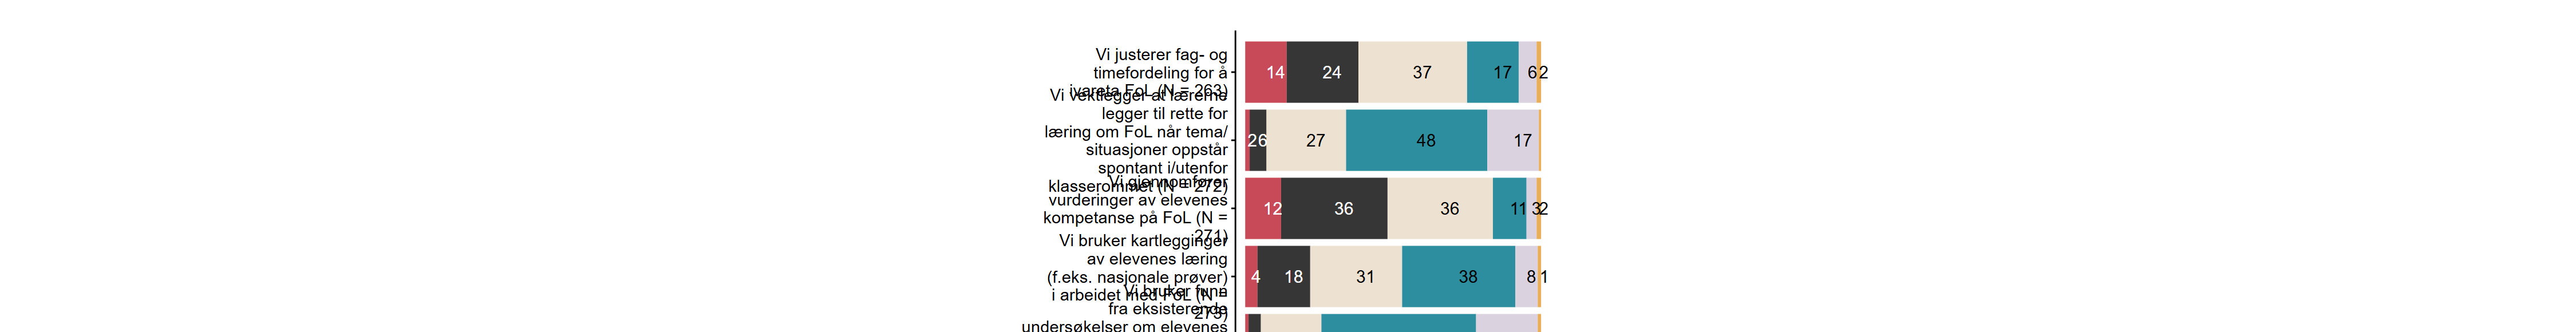 Vi justerer fag- og
timefordeling for å
ivareta FoL (N = 263)
14 24 37 17 6 2
Vi vektlegger at lærerne
legger til rette for
læring om FoL når tema/
situasjoner oppstår
spontant i/utenfor
klasserommet (N = 272)
2 6 27 48 17
Vi gjennomfører
vurderinger av elevenes
kompetanse på FoL (N =
271)
12 36 36 11 3 2
Vi bruker kartlegginger
av elevenes læring
(f.eks. nasjonale prøver)
i arbeidet med FoL (N =
273)
4 18 31 38 8 1
Vi bruker funn
fra eksisterende
undersøkelser om elevenes